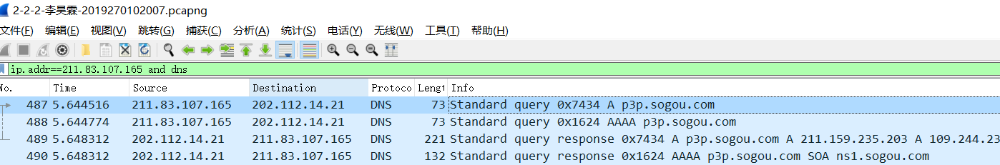 2-2-2-李昊霖-2019270102007.pcapng
文件(F) 编辑(E) 视图(V) 跳转(G) 捕获(C) 分析(A) 统计(S) 电话(Y) 无线(W) 工具(T) 帮助(H)
ip.addr==211.83.107.165 and dns
No. Time Source Destination Protoco Lengt Info
487 5.644516 211.83.107.165 202.112.14.21 DNS 73 Standard query 0x7434 A p3p.sogou.com
488 5.644774 211.83.107.165 202.112.14.21 DNS 73 Standard query 0x1624 AAAA p3p.sogou.com
489 5.648312 202.112.14.21 211.83.107.165 DNS 221 Standard query response 0x7434 A p3p.sogou.com A 211.159.235.203 A 109.244.23
490 5.648312 202.112.14.21 211.83.107.165 DNS 132 Standard query response 0x1624 AAAA p3p.sogou.com SOA ns1.sogou.com